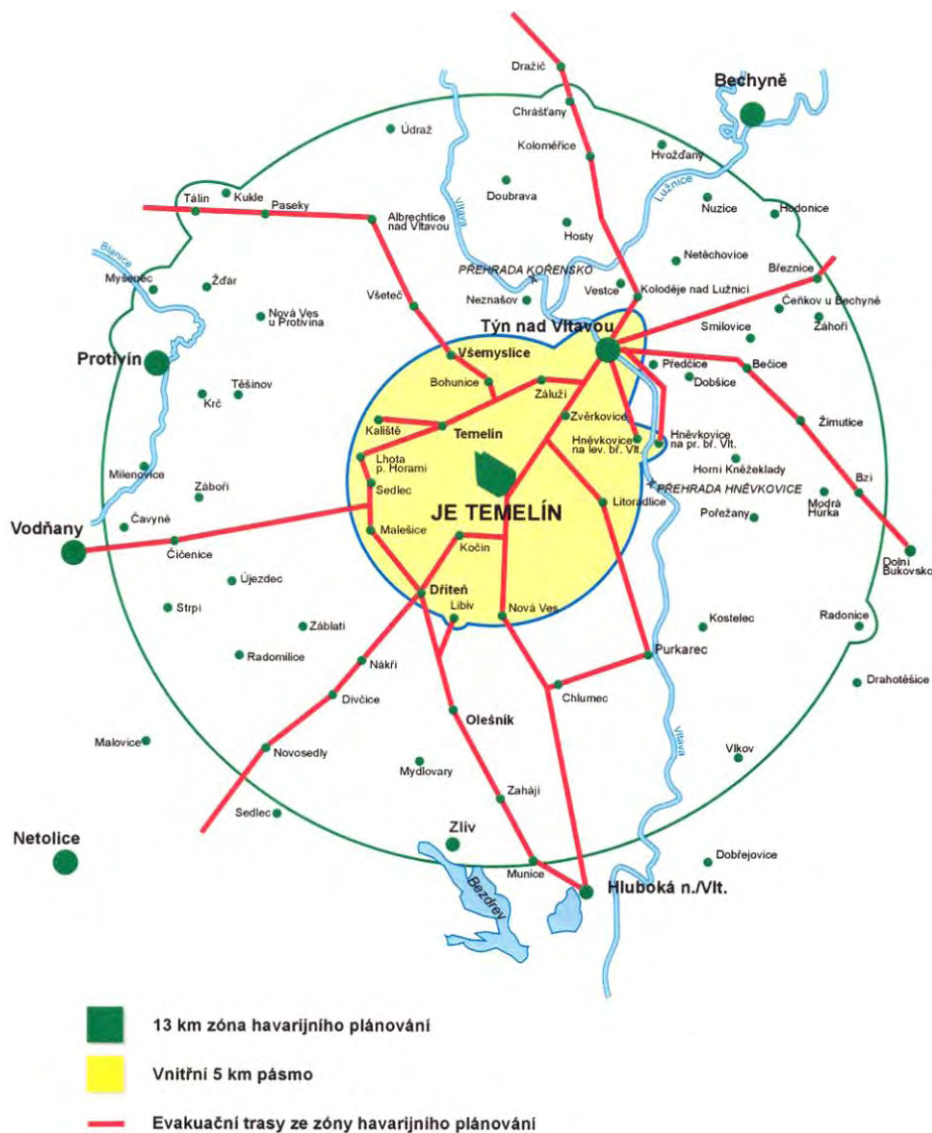 Dražič
Bechyně
Chrášťany
Údraž
Koloměřice
Hvožďany
Lužnice
Doubrava
Kukle
Vltava
Nuzice
Tálín
Paseky
Albrechtice
nad Vltavou
Hosty
Hodonice
Blanice
Netěchovice
PŘEHRADA KOŘENSKO
Březnice
Myšenec
Žďár
Vestce
Koloděje nad Lužnicí
Neznašov
Všeteč
Čeňkov u Bechyně
Nová Ves
u Protivína
Týn nad Vltavou
Smilovice
Záhoří
Protivín
Všemyslice
Předčice
Bečice
Bohunice
Dobšice
Těšínov
Záluží
Krč
Zvěrkovice
Žimutice
Kaliště
Temelín
Hněvkovice
na lev. bř. Vlt.
Hněvkovice
na pr. bř. Vlt.
Lhota
p. Horami
Horní Kněžeklady
Milenovice
Sedlec
Bzí
Záboří
PŘEHRADA HNĚVKOVICE
Litoradlice
Modrá
Hůrka
JE TEMELÍN
Pořežany
Vodňany
Čavyně
Malešice
Kočín
Čičenice
Dolní
Bukovsko
Újezdec
Dříteň
Strpí
Libív
Nová Ves
Záblatí
Kostelec
Radonice
Radomilice
Nákří
Purkarec
Chlumec
Drahotěšice
Dívčice
Olešník
Malovice
Vltava
Novosedly
Vlkov
Mydlovary
Zahájí
Sedlec
Netolice
Zliv
Dobřejovice
Munice
Bezdrev
Hluboká n./Vlt.
13 km zóna havarijního plánování
Vnitřní 5 km pásmo
Evakuační trasy ze zóny havarijního plánování